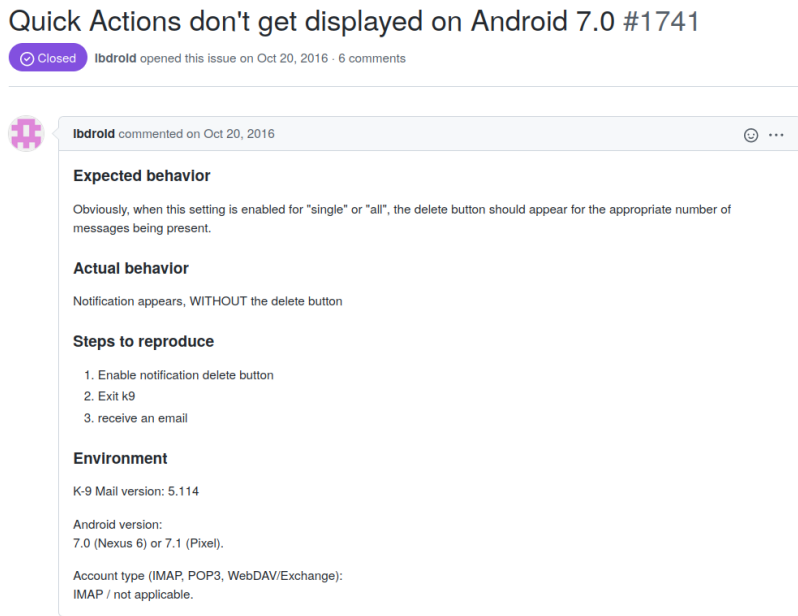 Quick Actions don't get displayed on Android 7.0 #1741
Closed lbdroid opened this issue on Oct 20, 2016 · 6 comments
lbdroid commented on Oct 20, 2016
Expected behavior
Obviously, when this setting is enabled for "single" or "all", the delete button should appear for the appropriate number of
messages being present.
Actual behavior
Notification appears, WITHOUT the delete button
Steps to reproduce
1. Enable notification delete button
2. Exit k9
3. receive an email
Environment
K-9 Mail version: 5.114
Android version:
7.0 (Nexus 6) or 7.1 (Pixel).
Account type (IMAP, POP3, WebDAV/Exchange):
IMAP / not applicable.